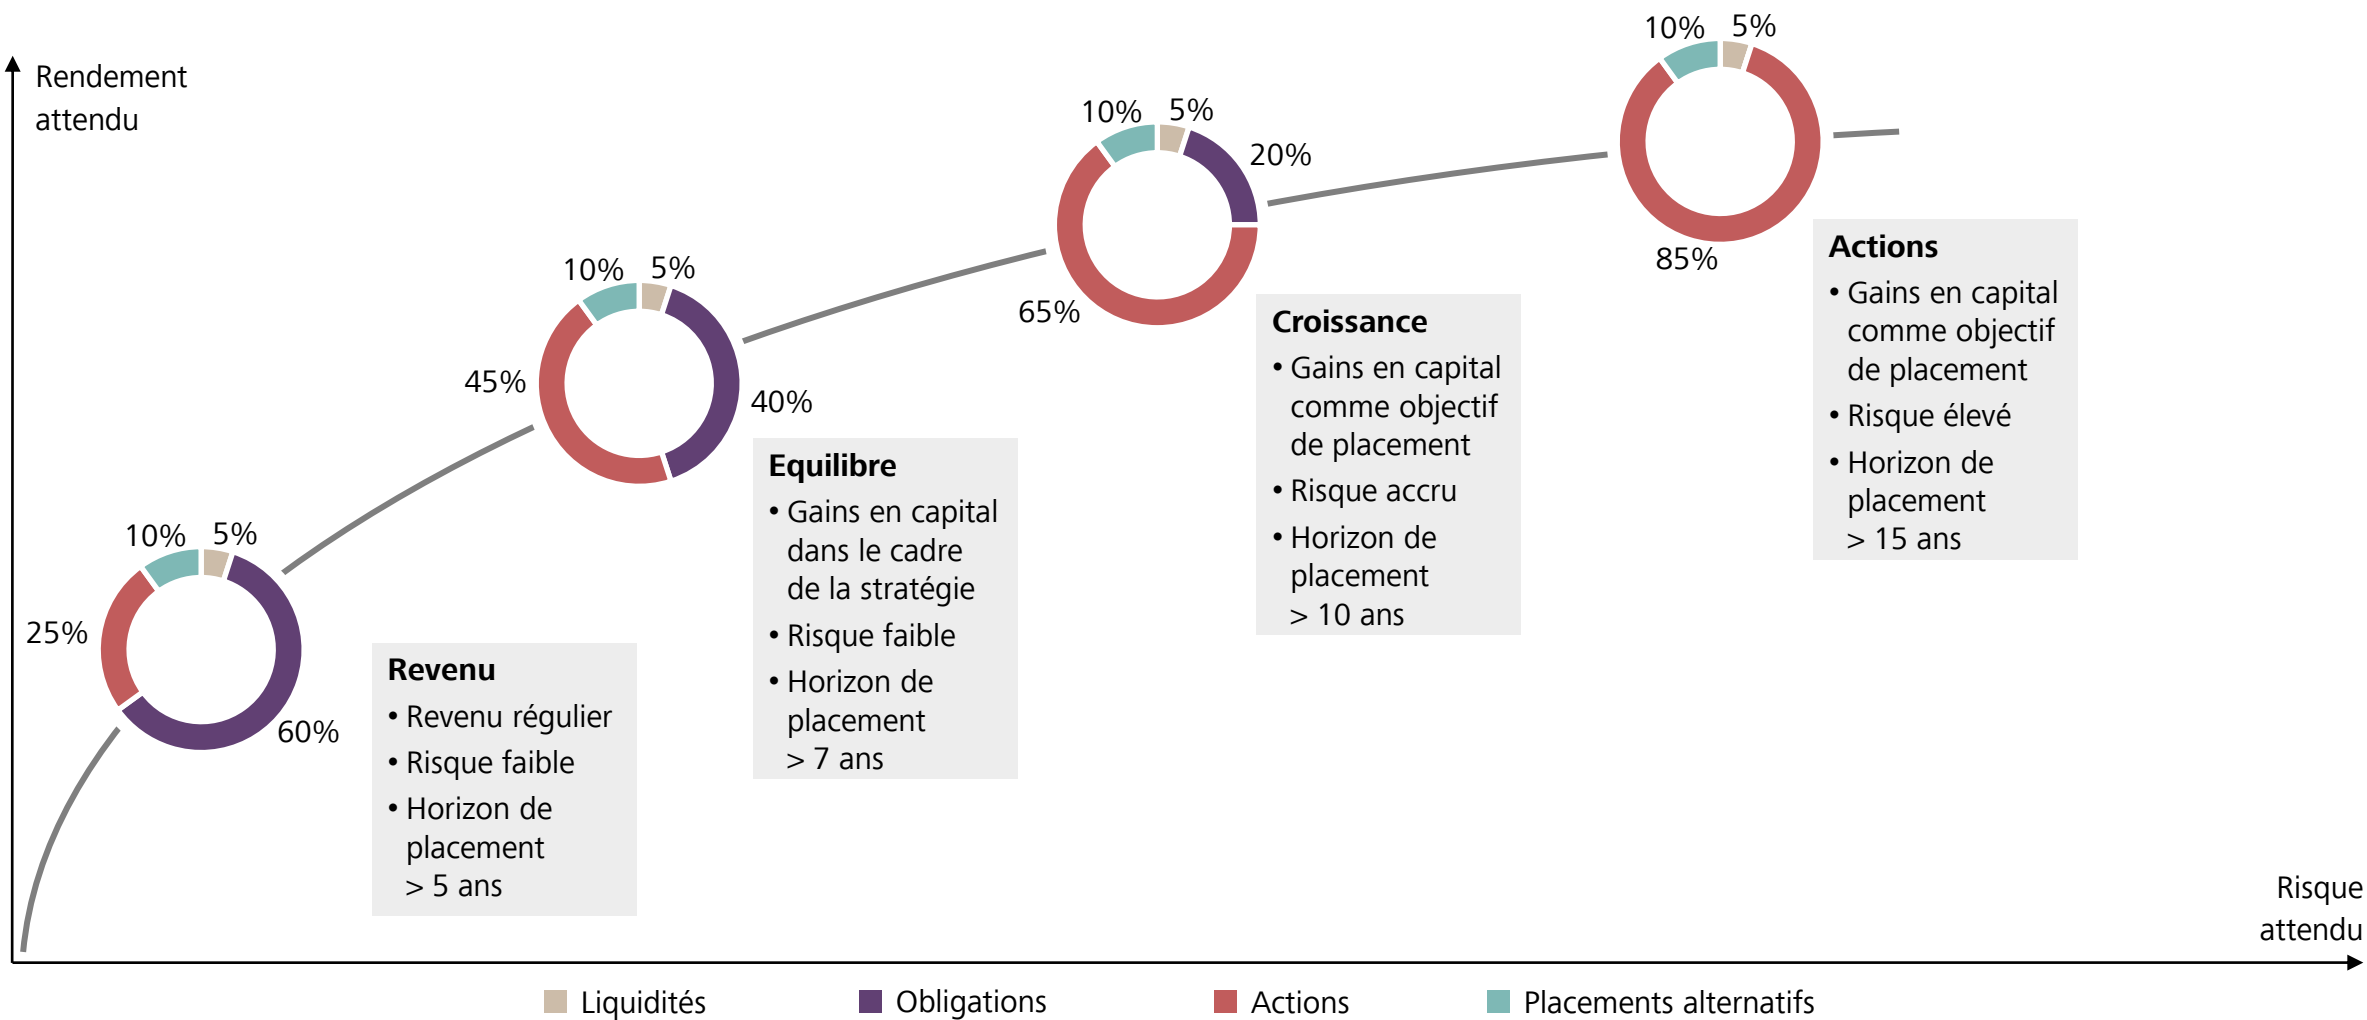 Rendement
attendu
10% 5%
25%
60%
Revenu
• Revenu régulier
• Risque faible
• Horizon de
placement
> 5 ans
10% 5%
45%
40%
Equilibre
• Gains en capital
dans le cadre
de la stratégie
• Risque faible
• Horizon de
placement
> 7 ans
10% 5%
20%
65%
Croissance
• Gains en capital
comme objectif
de placement
• Risque accru
• Horizon de
placement
> 10 ans
10% 5%
85%
Actions
• Gains en capital
comme objectif
de placement
• Risque élevé
• Horizon de
placement
> 15 ans
Risque
attendu
Liquidités Obligations Actions Placements alternatifs